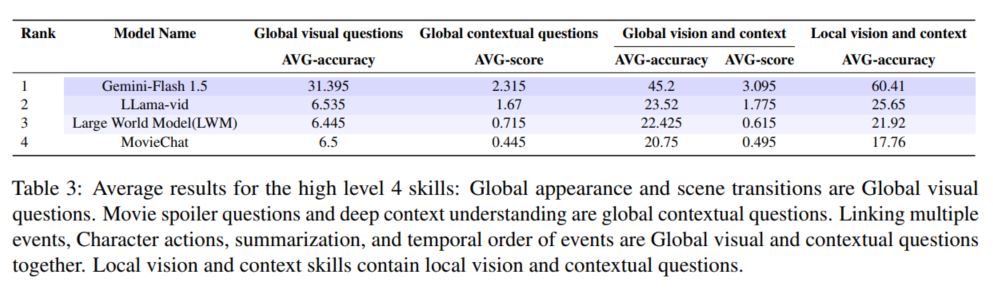 Rank Model Name Global visual questions Global contextual questions Global vision and context Local vision and context
AVG-accuracy AVG-score AVG-accuracy AVG-score AVG-accuracy
1 Gemini-Flash 1.5 31.395 2.315 45.2 3.095 60.41
2 LLama-vid 6.535 1.67 23.52 1.775 25.65
3 Large World Model(LWM) 6.445 0.715 22.425 0.615 21.92
4 MovieChat 6.5 0.445 20.75 0.495 17.76
Table 3: Average results for the high level 4 skills: Global appearance and scene transitions are Global visual
questions. Movie spoiler questions and deep context understanding are global contextual questions. Linking multiple
events, Character actions, summarization, and temporal order of events are Global visual and contextual questions
together. Local vision and context skills contain local vision and contextual questions.